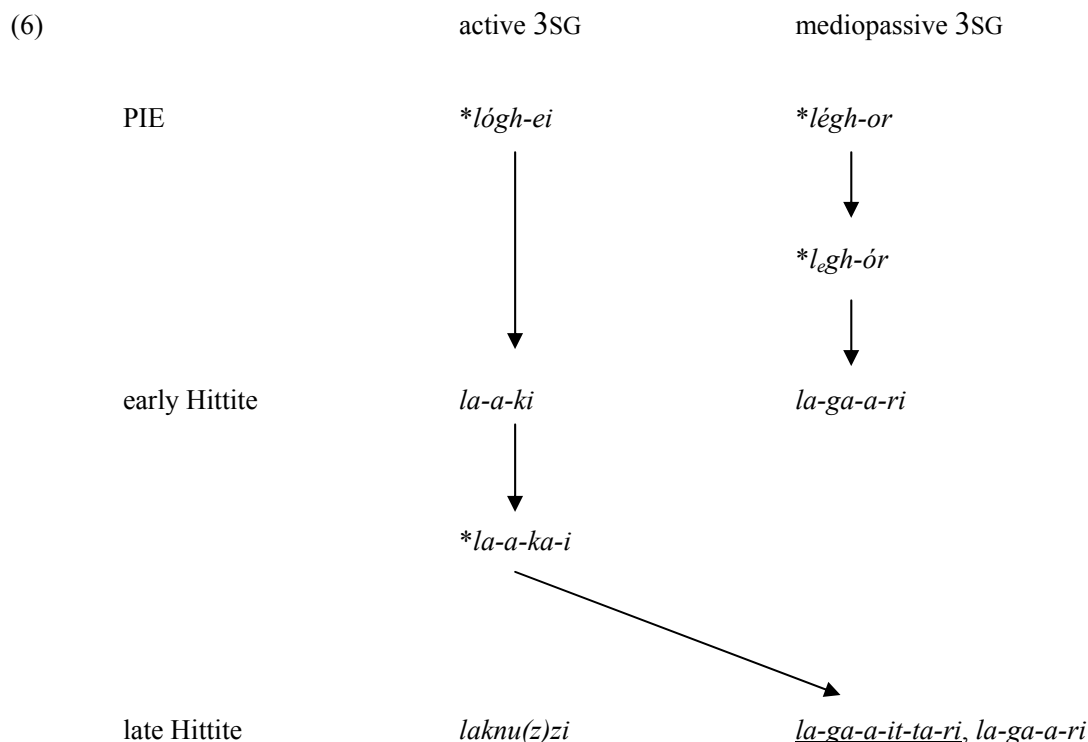 (6) active 3SG mediopassive 3SG
PIE *lógh-ei *légh-or
*lₑgh-ór
early Hittite la-a-ki la-ga-a-ri
*la-a-ka-i
late Hittite laknu(z)zi la-ga-a-it-ta-ri, la-ga-a-ri